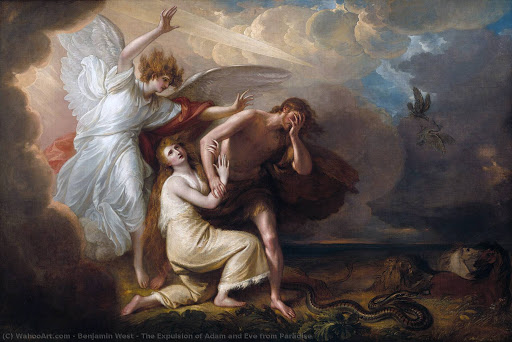 (C) WahooArt.com - Benjamin West - The Expulsion of Adam and Eve from Paradise